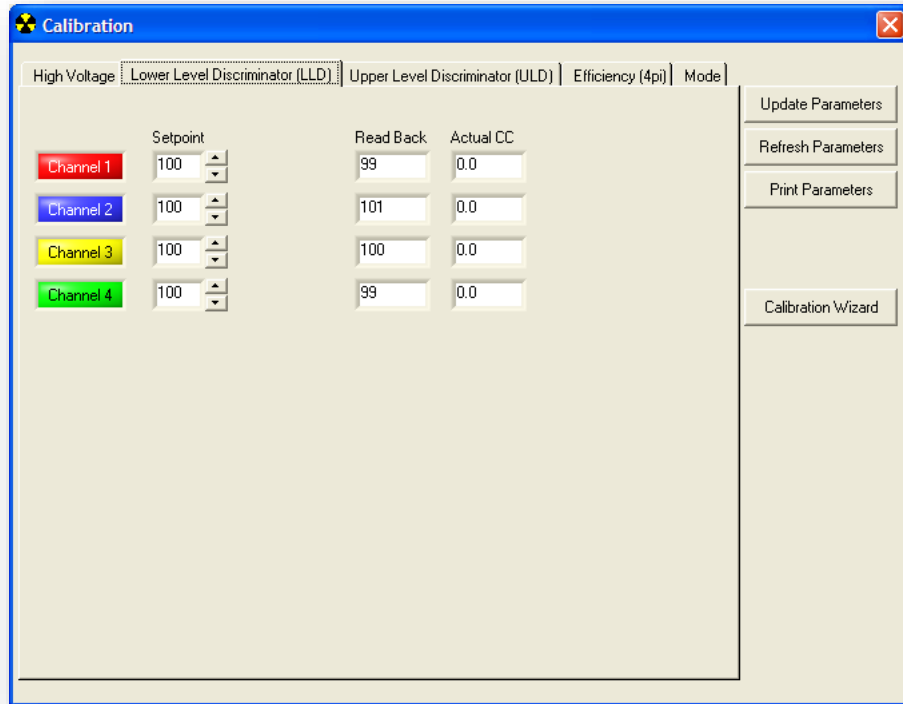 Calibration
High Voltage Lower Level Discriminator (LLD) Upper Level Discriminator (ULD) Efficiency (4pi) Mode
Update Parameters
Refresh Parameters
Print Parameters
Calibration Wizard
Setpoint Read Back Actual CC
Channel 1 100 99 0.0
Channel 2 100 101 0.0
Channel 3 100 100 0.0
Channel 4 100 99 0.0